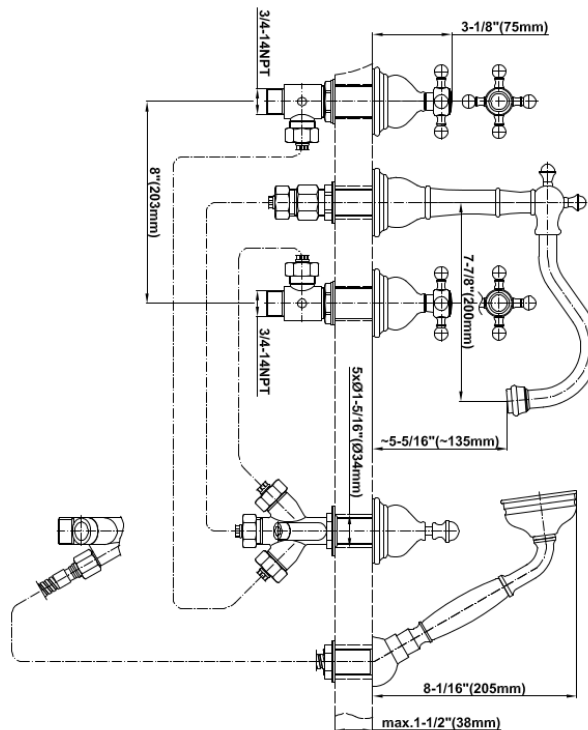 3/4-14NPT
3-1/8"(75mm)
8"(203mm)
7-7/8"(200mm)
3/4-14NPT
5xØ1-5/16"(Ø34mm)
~5-5/16"(~135mm)
8-1/16"(205mm)
max.1-1/2"(38mm)